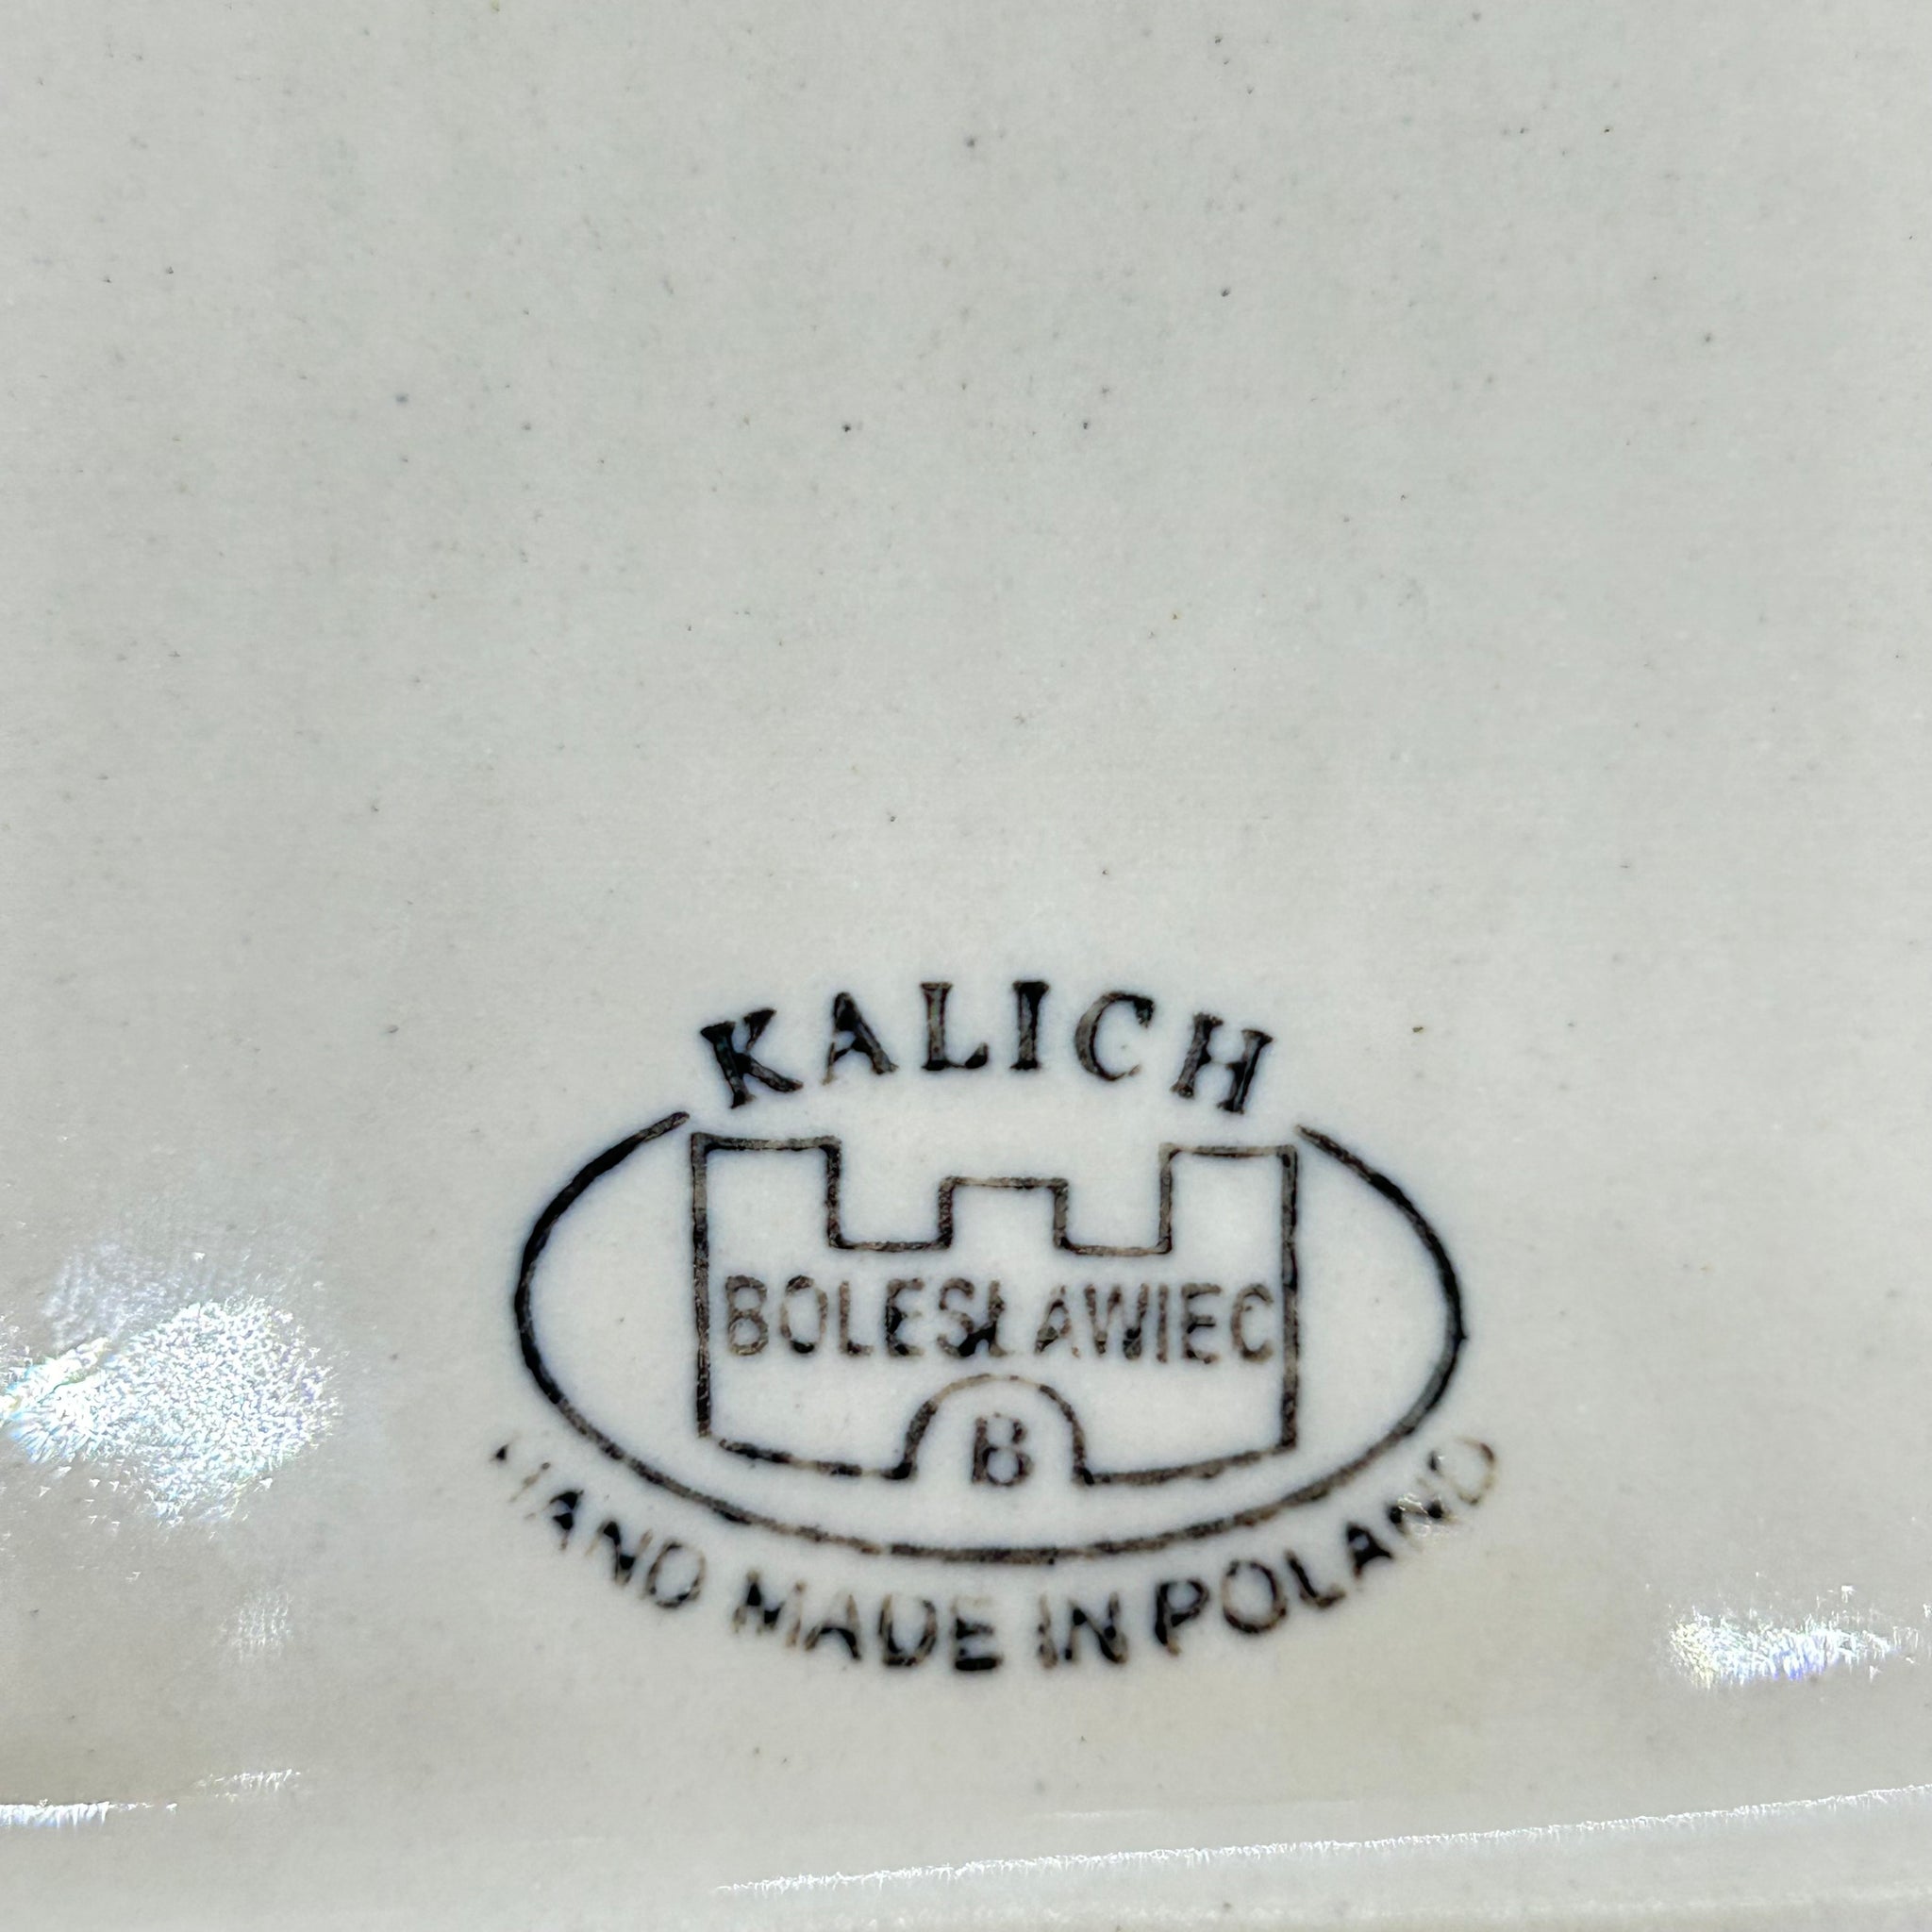 KALICH
BOLESŁAWIEC
B
HAND MADE IN POLAND